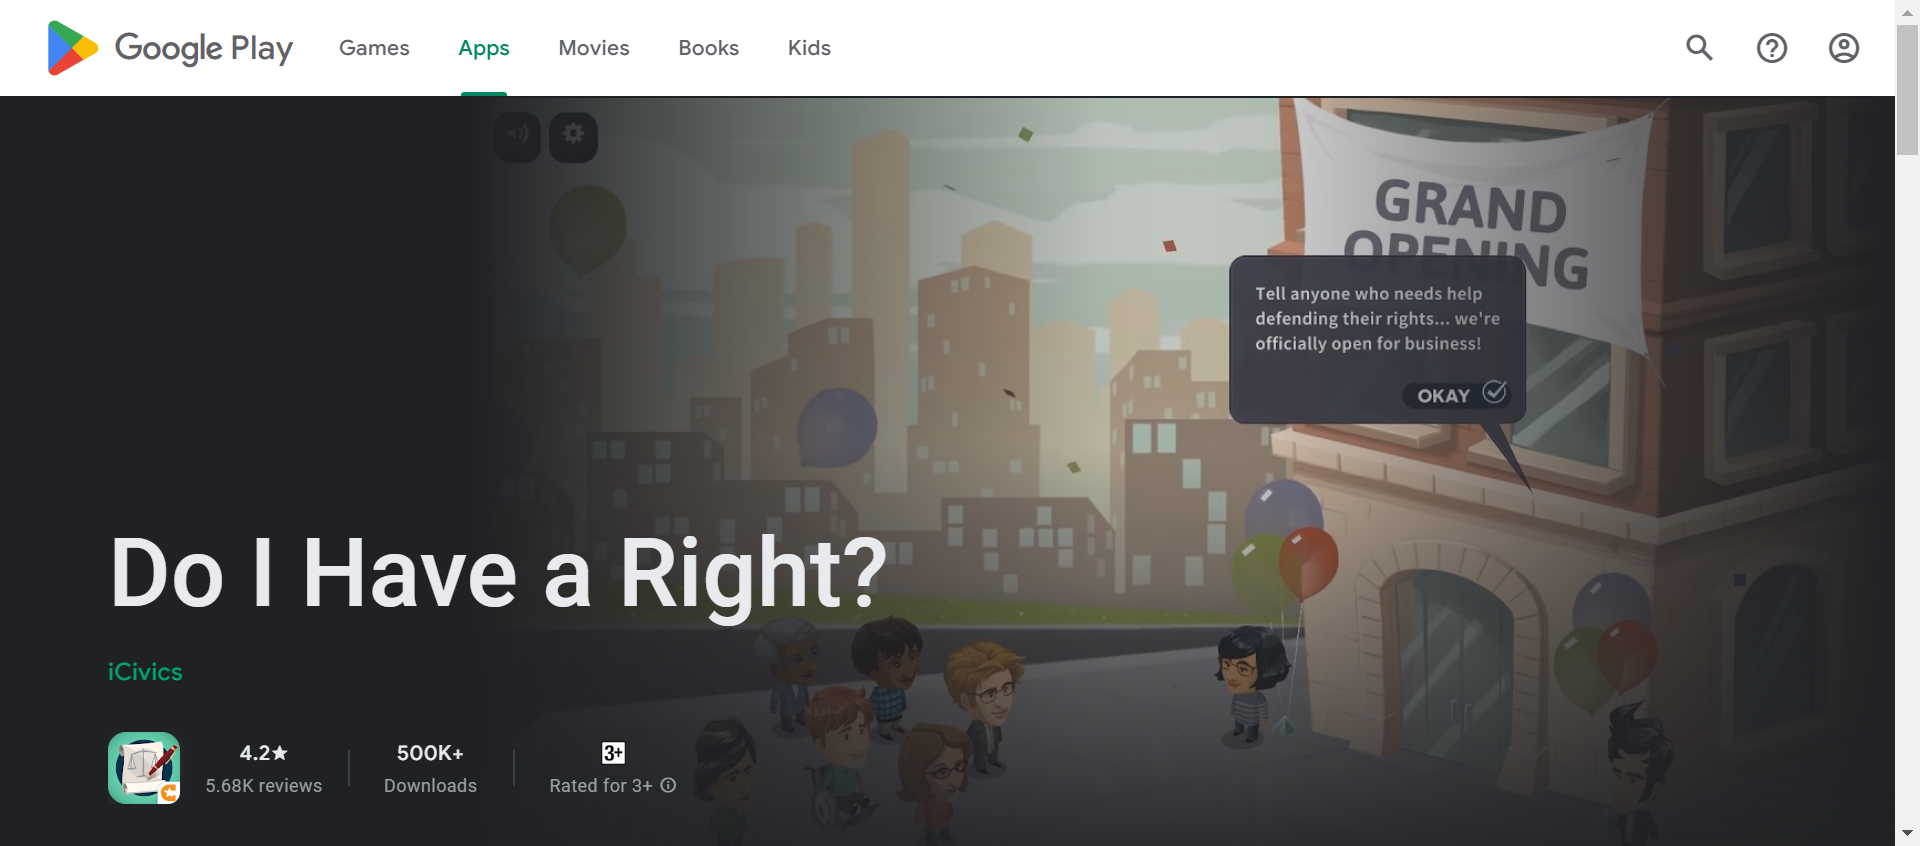 Google Play
Games
Apps
Movies
Books
Kids
GRAND
OPENING
Tell anyone who needs help
defending their rights... we're
officially open for business!
OKAY
Do I Have a Right?
iCivics
4.2★
5.68K reviews
500K+
Downloads
3+
Rated for 3+